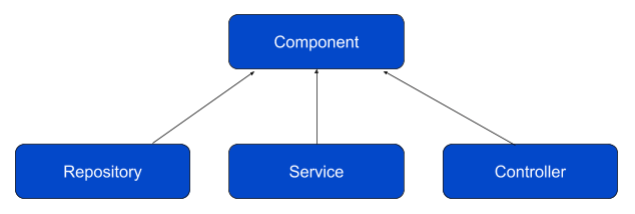 Component
Repository
Service
Controller